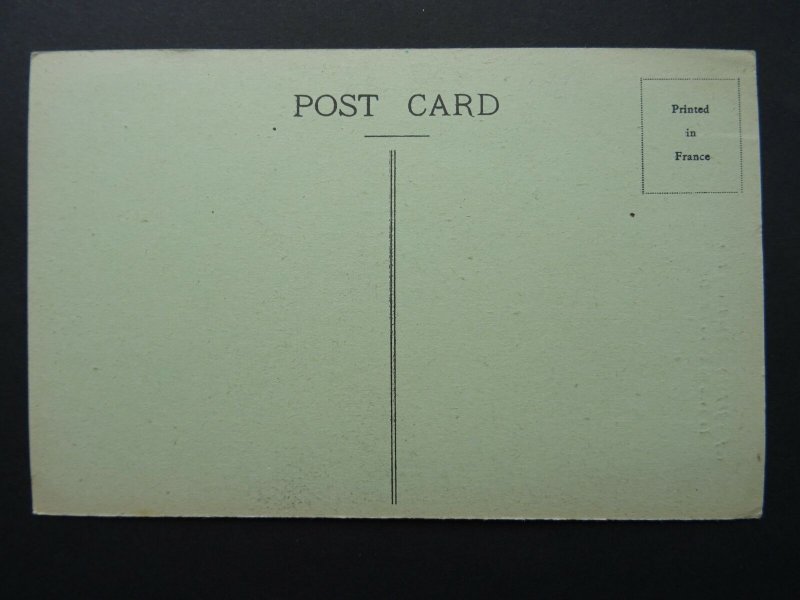 POST CARD
Printed
in
France